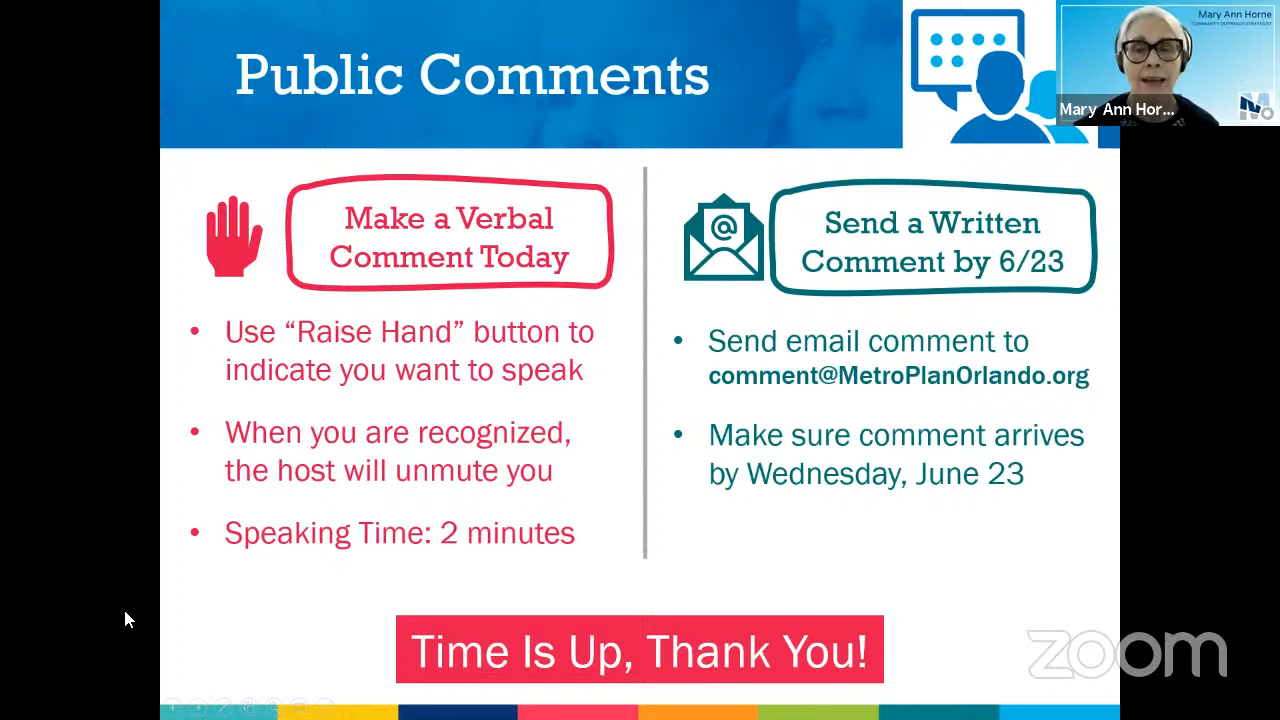 Public Comments
Mary Ann Horne
COMMUNITY OUTREACH STRATEGIST
Mary Ann Hor...
Make a Verbal
Comment Today
• Use “Raise Hand” button to
indicate you want to speak
• When you are recognized,
the host will unmute you
• Speaking Time: 2 minutes
@
Send a Written
Comment by 6/23
• Send email comment to
comment@MetroPlanOrlando.org
• Make sure comment arrives
by Wednesday, June 23
Time Is Up, Thank You!
zoom